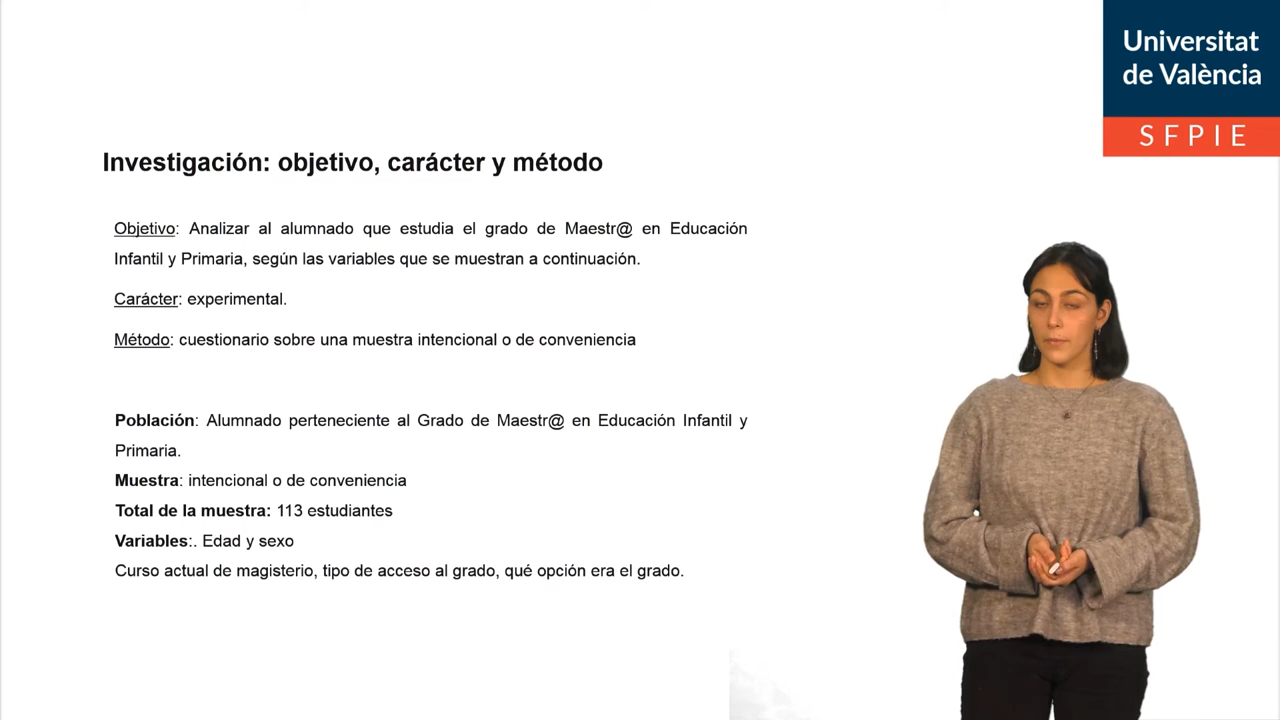 Universitat
de València
SFPIE
Investigación: objetivo, carácter y método
Objetivo: Analizar al alumnado que estudia el grado de Maestr@ en Educación
Infantil y Primaria, según las variables que se muestran a continuación.
Carácter: experimental.
Método: cuestionario sobre una muestra intencional o de conveniencia
Población: Alumnado perteneciente al Grado de Maestr@ en Educación Infantil y
Primaria.
Muestra: intencional o de conveniencia
Total de la muestra: 113 estudiantes
Variables:. Edad y sexo
Curso actual de magisterio, tipo de acceso al grado, qué opción era el grado.